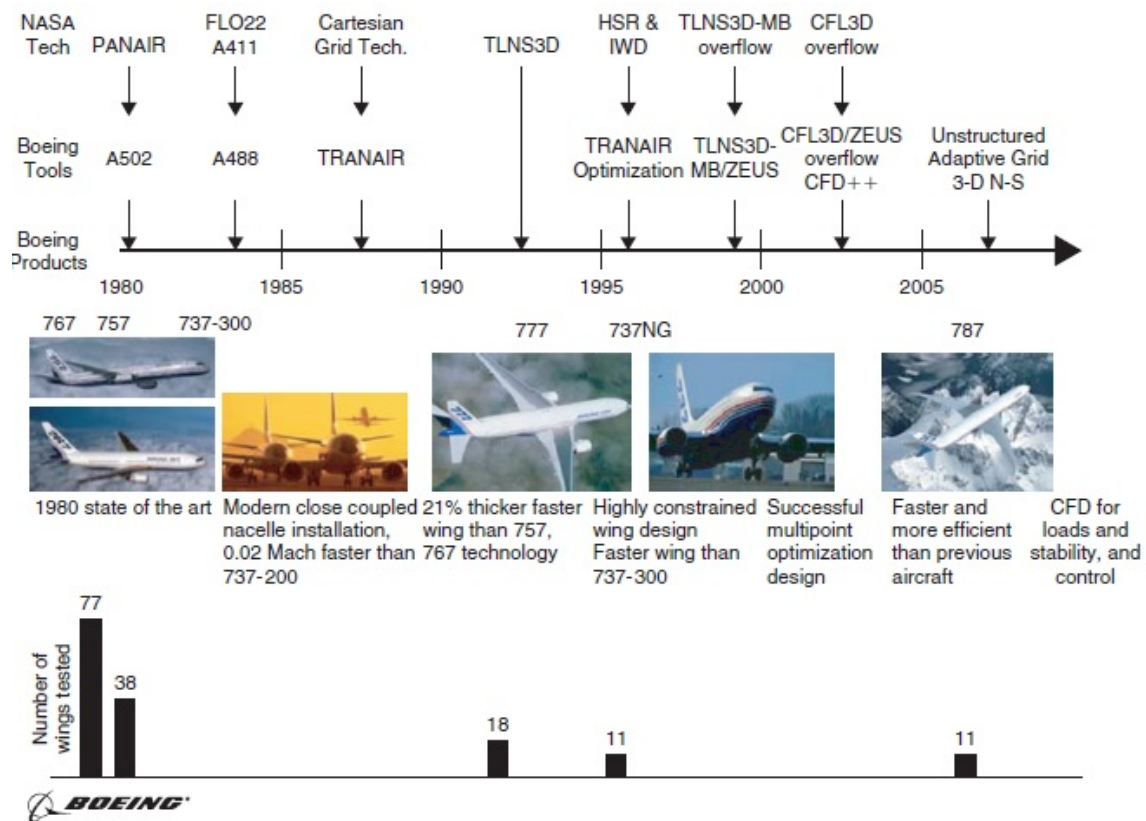 NASA
Tech
PANAIR
FLO22
A411
Cartesian
Grid Tech.
TLNS3D
HSR &
IWD
TLNS3D-MB
overflow
CFL3D
overflow
Boeing
Tools
A502
A488
TRANAIR
TRANAIR
Optimization
TLNS3D-
MB/ZEUS
CFL3D/ZEUS
overflow
CFD++
Unstructured
Adaptive Grid
3-D N-S
Boeing
Products
1980
1985
1990
1995
2000
2005
767
757
737-300
777
737NG
787
1980 state of the art
Modern close coupled
nacelle installation,
0.02 Mach faster than
737-200
21% thicker faster
wing than 757,
767 technology
Highly constrained
wing design
Faster wing than
737-300
Successful
multipoint
optimization
design
Faster and
more efficient
than previous
aircraft
CFD for
loads and
stability, and
control
Number of
wings tested
77
38
18
11
11
BOEING